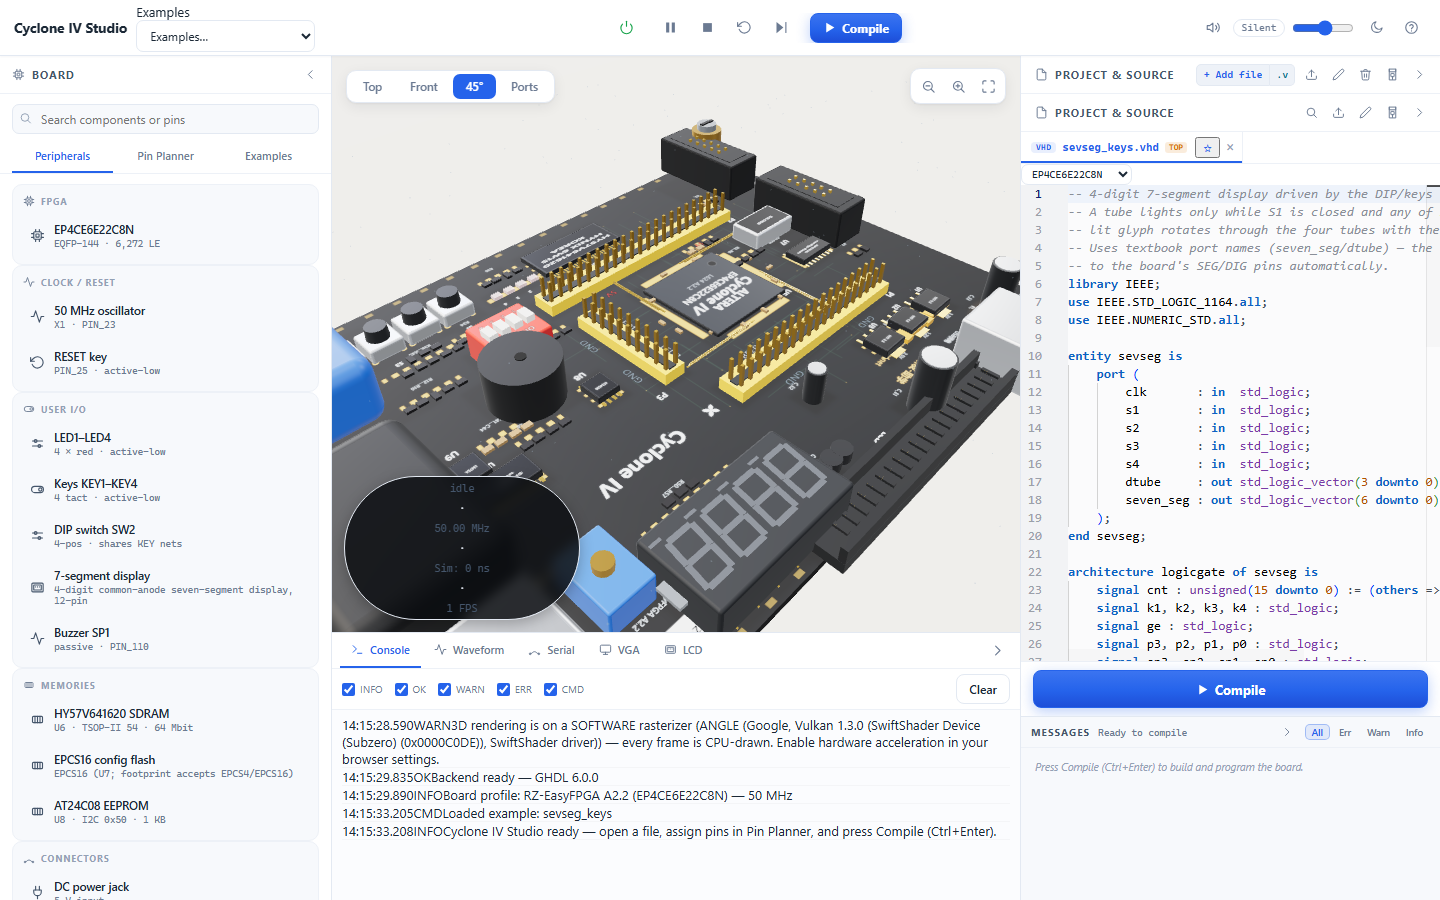 Cyclone IV Studio
Examples
Examples...
Compile
Silent
BOARD
Search components or pins
Peripherals
Pin Planner
Examples
FPGA
EP4CE6E22C8N
EQFP-144 · 6,272 LE
CLOCK / RESET
50 MHz oscillator
X1 · PIN_23
RESET key
PIN_25 · active-low
USER I/O
LED1–LED4
4 × red · active-low
Keys KEY1–KEY4
4 tact · active-low
DIP switch SW2
4-pos · shares KEY nets
7-segment display
4-digit common-anode seven-segment display,
12-pin
Buzzer SP1
passive · PIN_110
MEMORIES
HY57V641620 SDRAM
U6 · TSOP-II 54 · 64 Mbit
EPCS16 config flash
EPCS16 (U7; footprint accepts EPCS4/EPCS16)
AT24C08 EEPROM
U8 · I2C 0x50 · 1 KB
CONNECTORS
DC power jack
Top
Front
45°
Ports
ALTERA
Cyclone IV
EP4CE6E22C8N
GND
GND
GND
GND
P3
U9
Cyclone IV
FPGA A2.2
idle
50.00 MHz
Sim: 0 ns
1 FPS
Console
Waveform
Serial
VGA
LCD
INFO
OK
WARN
ERR
CMD
Clear
14:15:28.590WARN3D rendering is on a SOFTWARE rasterizer (ANGLE (Google, Vulkan 1.3.0 (SwiftShader Device
(Subzero) (0x0000C0DE)), SwiftShader driver)) — every frame is CPU-drawn. Enable hardware acceleration in your
browser settings.
14:15:29.835OKBackend ready — GHDL 6.0.0
14:15:29.890INFOBoard profile: RZ-EasyFPGA A2.2 (EP4CE6E22C8N) — 50 MHz
14:15:33.205CMDLoaded example: sevseg_keys
14:15:33.208INFOCyclone IV Studio ready — open a file, assign pins in Pin Planner, and press Compile (Ctrl+Enter).
PROJECT & SOURCE
+ Add file
.v
PROJECT & SOURCE
VHD
sevseg_keys.vhd
TOP
EP4CE6E22C8N
1 -- 4-digit 7-segment display driven by the DIP/keys
2 -- A tube lights only while S1 is closed and any of
3 -- lit glyph rotates through the four tubes with the
4 -- Uses textbook port names (seven_seg/dtube) — the
5 -- to the board's SEG/DIG pins automatically.
6 library IEEE;
7 use IEEE.STD_LOGIC_1164.all;
8 use IEEE.NUMERIC_STD.all;
9
10 entity sevseg is
11 port (
12 clk : in std_logic;
13 s1 : in std_logic;
14 s2 : in std_logic;
15 s3 : in std_logic;
16 s4 : in std_logic;
17 dtube : out std_logic_vector(3 downto 0)
18 seven_seg : out std_logic_vector(6 downto 0)
19 );
20 end sevseg;
21
22 architecture logicgate of sevseg is
23 signal cnt : unsigned(15 downto 0) := (others =>
24 signal k1, k2, k3, k4 : std_logic;
25 signal ge : std_logic;
26 signal p3, p2, p1, p0 : std_logic;
Compile
MESSAGES
Ready to compile
All
Err
Warn
Info
Press Compile (Ctrl+Enter) to build and program the board.